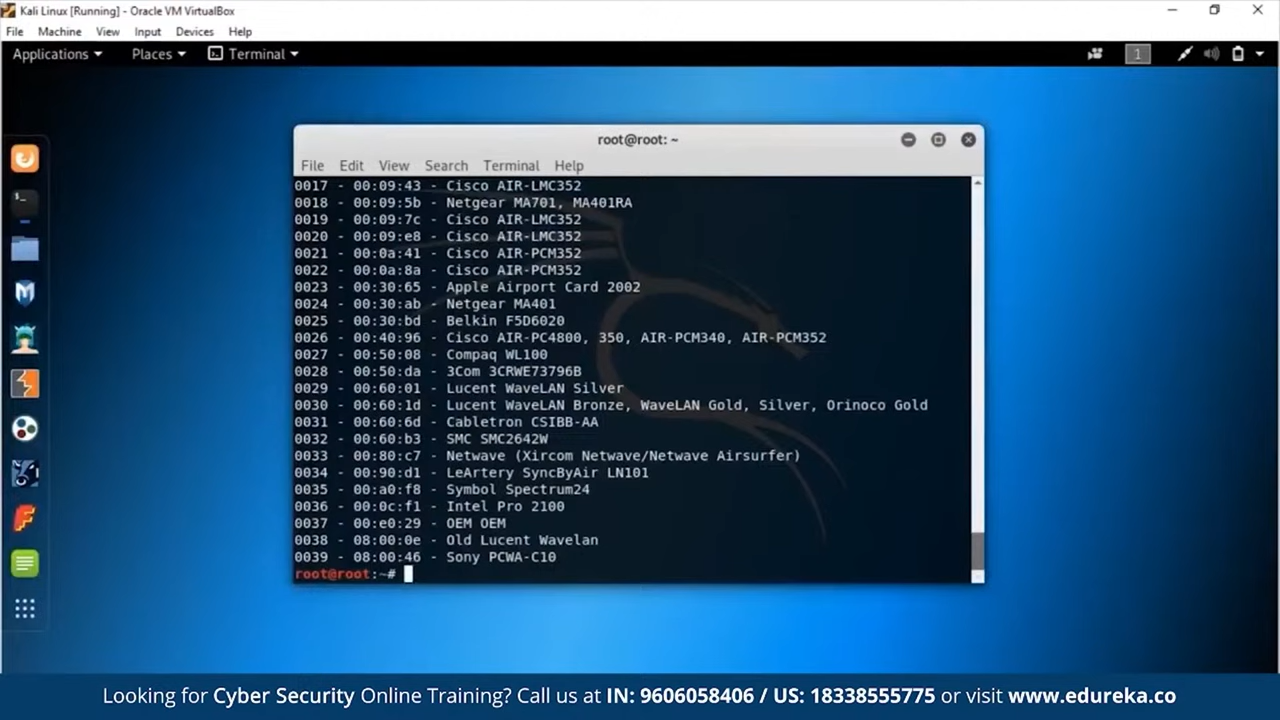 Kali Linux [Running] - Oracle VM VirtualBox
File Machine View Input Devices Help
Applications Places Terminal 1
root@root: ~
File Edit View Search Terminal Help
0017 - 00:09:43 - Cisco AIR-LMC352
0018 - 00:09:5b - Netgear MA701, MA401RA
0019 - 00:09:7c - Cisco AIR-LMC352
0020 - 00:09:e8 - Cisco AIR-LMC352
0021 - 00:0a:41 - Cisco AIR-PCM352
0022 - 00:0a:8a - Cisco AIR-PCM352
0023 - 00:30:65 - Apple Airport Card 2002
0024 - 00:30:ab - Netgear MA401
0025 - 00:30:bd - Belkin F5D6020
0026 - 00:40:96 - Cisco AIR-PC4800, 350, AIR-PCM340, AIR-PCM352
0027 - 00:50:08 - Compaq WL100
0028 - 00:50:da - 3Com 3CRWE73796B
0029 - 00:60:01 - Lucent WaveLAN Silver
0030 - 00:60:1d - Lucent WaveLAN Bronze, WaveLAN Gold, Silver, Orinoco Gold
0031 - 00:60:6d - Cabletron CSIBB-AA
0032 - 00:60:b3 - SMC SMC2642W
0033 - 00:80:c7 - Netwave (Xircom Netwave/Netwave Airsurfer)
0034 - 00:90:d1 - LeArtery SyncByAir LN101
0035 - 00:a0:f8 - Symbol Spectrum24
0036 - 00:0c:f1 - Intel Pro 2100
0037 - 00:e0:29 - OEM OEM
0038 - 08:00:0e - Old Lucent Wavelan
0039 - 08:00:46 - Sony PCWA-C10
root@root:~#
Looking for Cyber Security Online Training? Call us at IN: 9606058406 / US: 18338555775 or visit www.edureka.co